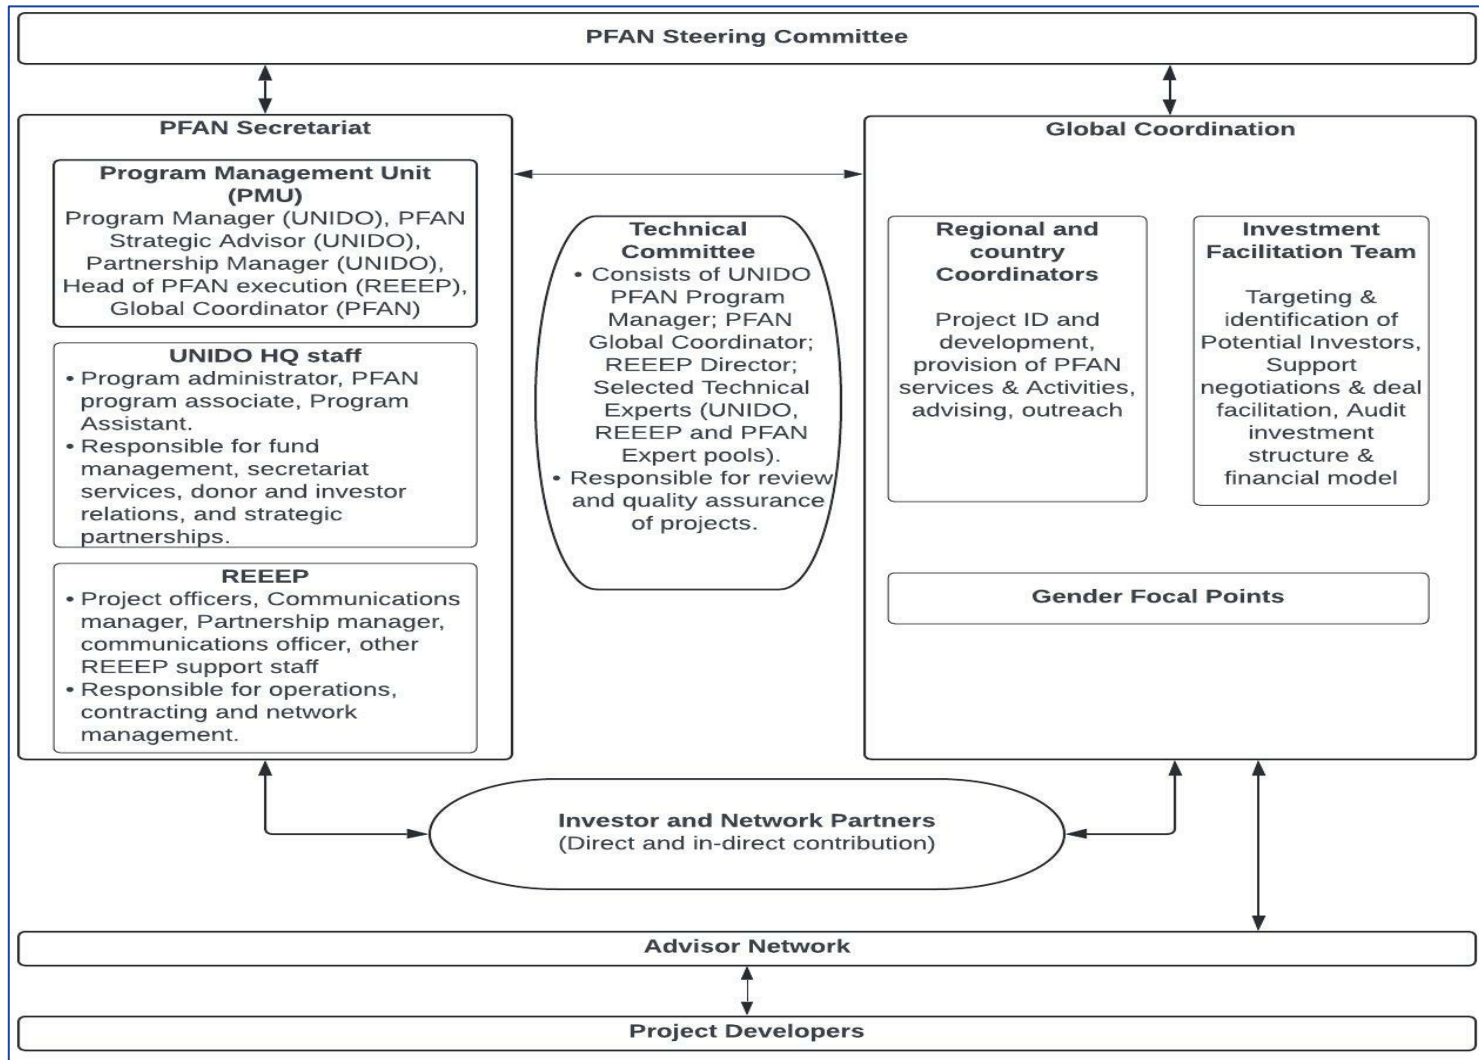 PFAN Steering Committee
PFAN Secretariat
Program Management Unit
(PMU)
Program Manager (UNIDO), PFAN
Strategic Advisor (UNIDO),
Partnership Manager (UNIDO),
Head of PFAN execution (REEEP),
Global Coordinator (PFAN)
UNIDO HQ staff
• Program administrator, PFAN
program associate, Program
Assistant.
• Responsible for fund
management, secretariat
services, donor and investor
relations, and strategic
partnerships.
REEEP
• Project officers, Communications
manager, Partnership manager,
communications officer, other
REEEP support staff
• Responsible for operations,
contracting and network
management.
Technical
Committee
• Consists of UNIDO
PFAN Program
Manager; PFAN
Global Coordinator;
REEEP Director;
Selected Technical
Experts (UNIDO,
REEEP and PFAN
Expert pools).
• Responsible for review
and quality assurance
of projects.
Global Coordination
Regional and
country
Coordinators
Project ID and
development,
provision of PFAN
services & Activities,
advising, outreach
Investment
Facilitation Team
Targeting &
identification of
Potential Investors,
Support
negotiations & deal
facilitation, Audit
investment
structure &
financial model
Gender Focal Points
Investor and Network Partners
(Direct and in-direct contribution)
Advisor Network
Project Developers